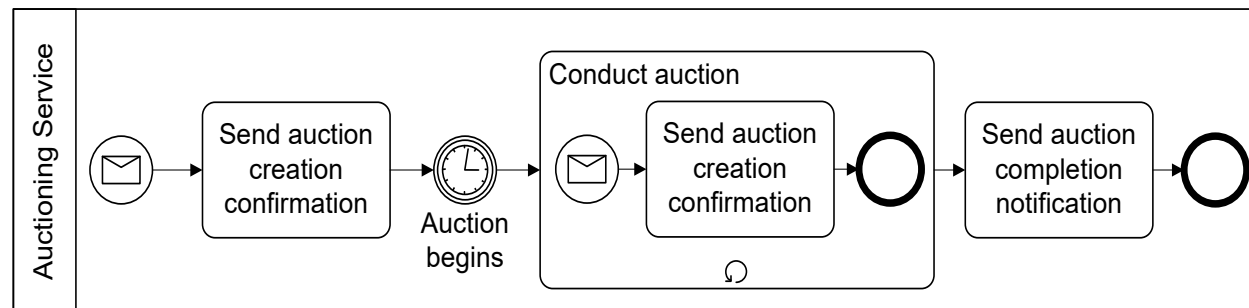 Auctioning Service
Send auction
creation
confirmation
Auction
begins
Conduct auction
Send auction
creation
confirmation
Send auction
completion
notification